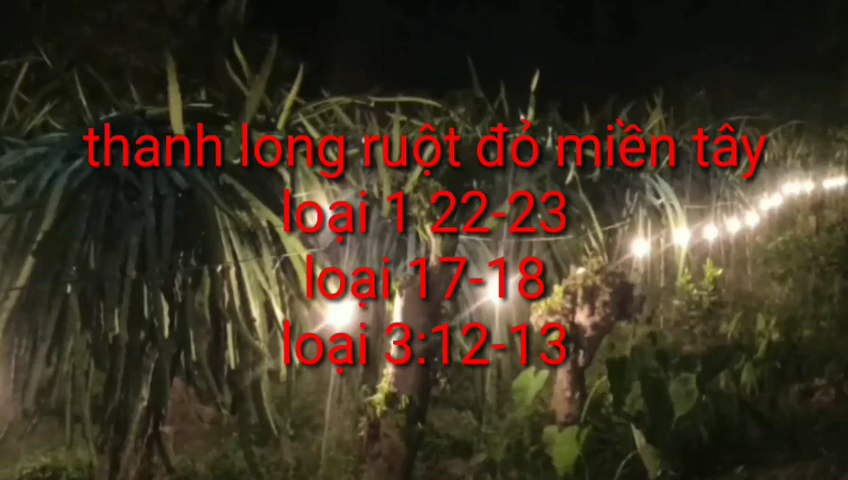 thanh long ruột đỏ miền tây
loại 1 22-23
loại 17-18
loại 3:12-13